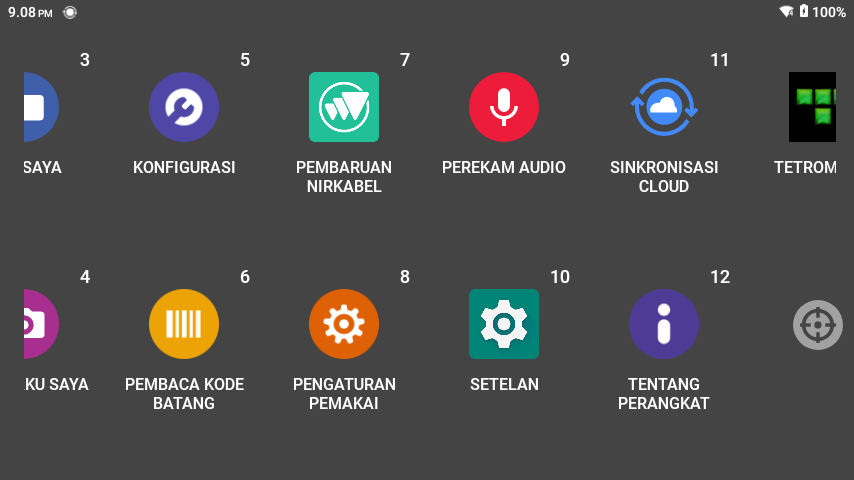 9.08 PM
100%
3
5
7
9
11
SAYA
KONFIGURASI
PEMBARUAN
NIRKABEL
PEREKAM AUDIO
SINKRONISASI
CLOUD
TETROM
4
6
8
10
12
KU SAYA
PEMBACA KODE
BATANG
PENGATURAN
PEMAKAI
SETELAN
TENTANG
PERANGKAT